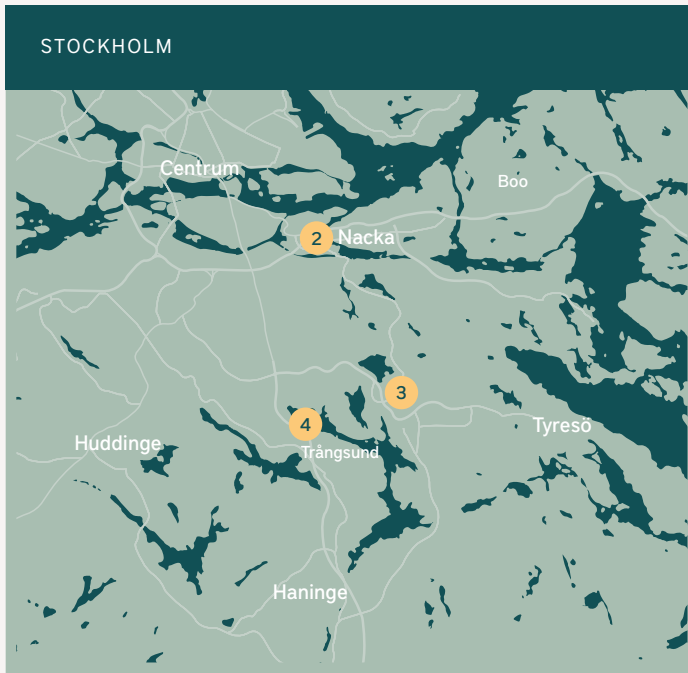 STOCKHOLM
Centrum
Boo
2 Nacka
3
4
Tyresö
Huddinge
Trångsund
Haninge